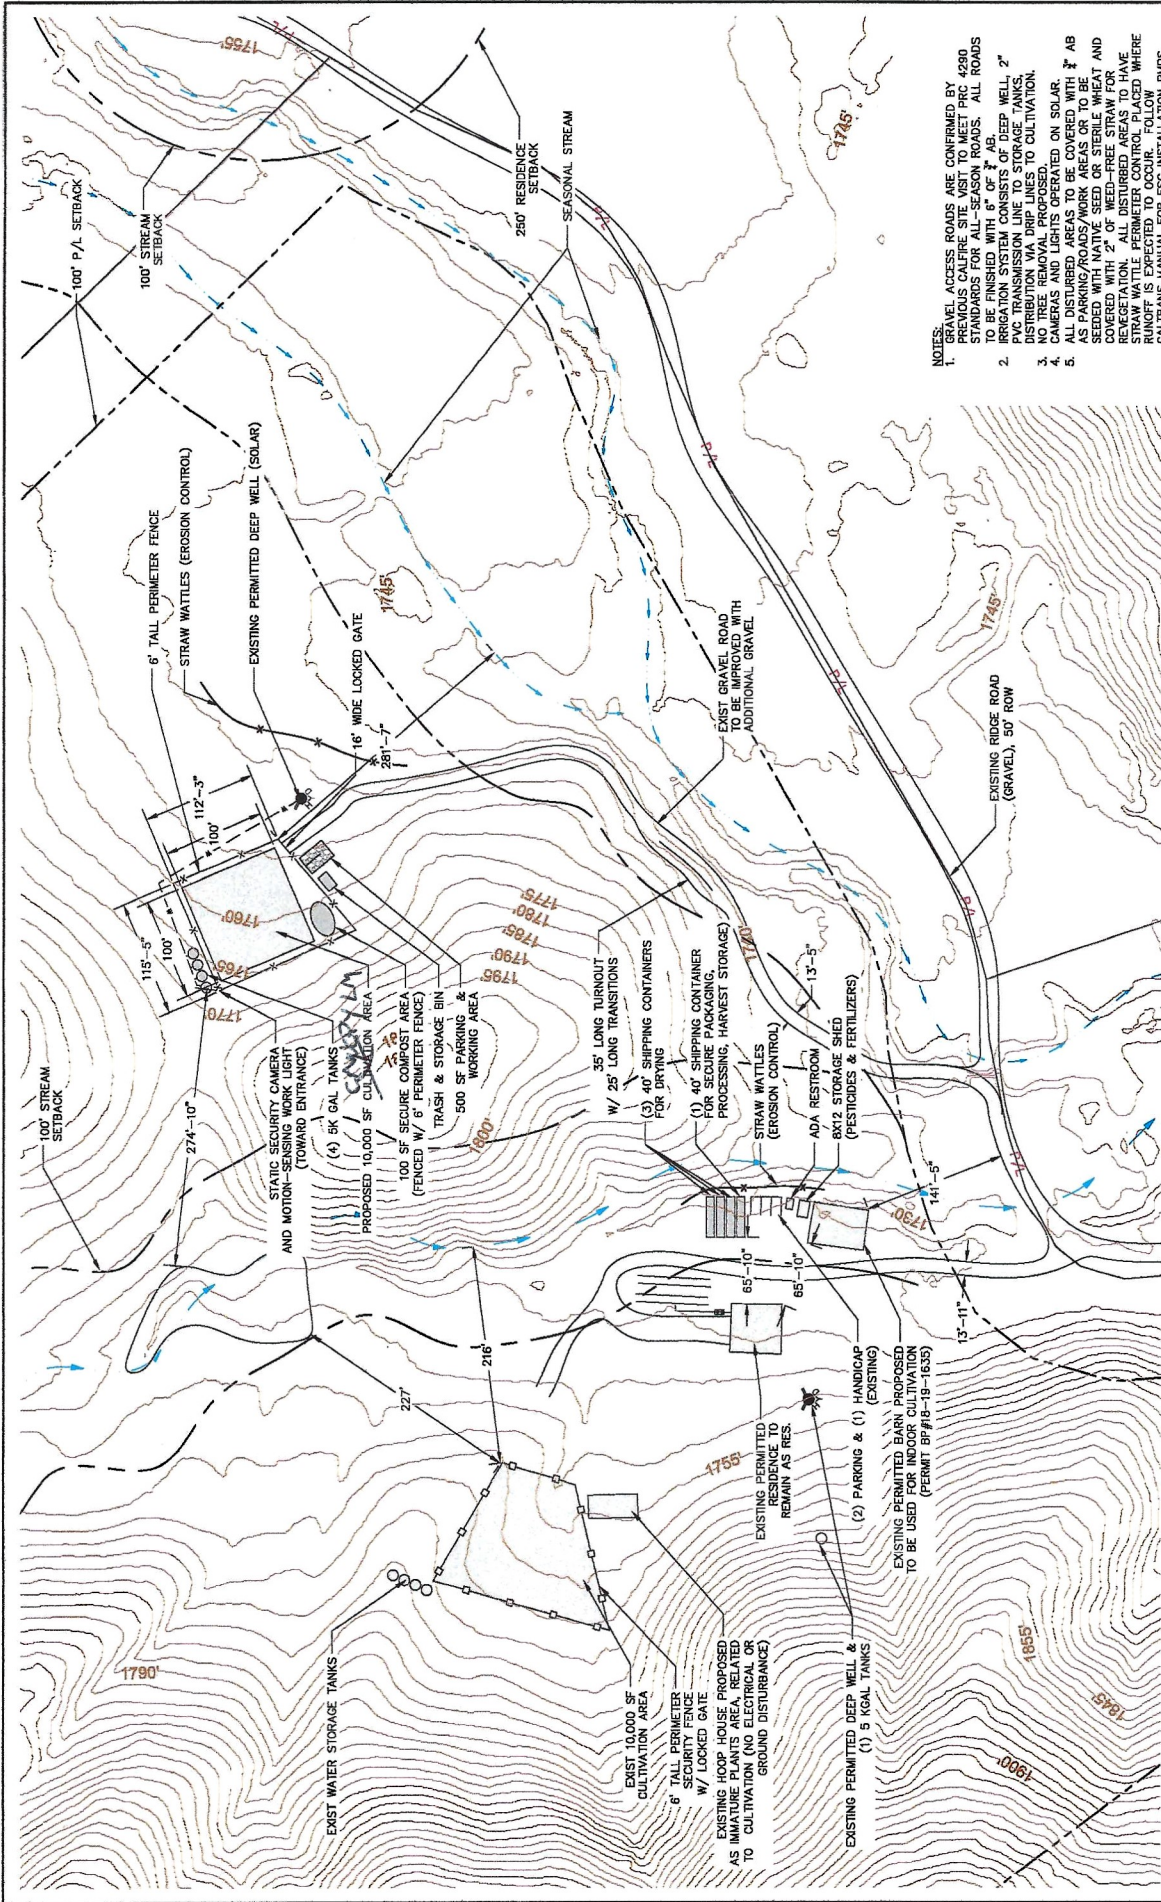 1755'
100' P/L SETBACK
100' STREAM
SETBACK
250' RESIDENCE
SETBACK
SEASONAL STREAM
1745'
NOTES:
1. GRAVEL ACCESS ROADS ARE CONFIRMED BY
PREVIOUS CALFIRE SITE VISIT TO MEET PRC 4290
STANDARDS FOR ALL-SEASON ROADS. ALL ROADS
TO BE FINISHED WITH 6" OF AB.
2. IRRIGATION SYSTEM CONSISTS OF DEEP WELL, 2"
PVC TRANSMISSION LINE TO STORAGE TANKS,
DISTRIBUTION VIA DRIP LINES TO CULTIVATION.
3. NO TREE REMOVAL PROPOSED.
4. CAMERAS AND LIGHTS OPERATED ON SOLAR.
5. ALL DISTURBED AREAS TO BE COVERED WITH AB
AS PARKING/ROADS/WORK AREAS OR TO BE
SEEDED WITH NATIVE SEED OR STERILE WHEAT AND
COVERED WITH 2" OF WEED-FREE STRAW FOR
REVEGETATION. ALL DISTURBED AREAS TO HAVE
STRAW WATTLE PERIMETER CONTROL PLACED WHERE
RUNOFF IS EXPECTED TO OCCUR. FOLLOW
6' TALL PERIMETER FENCE
STRAW WATTLES (EROSION CONTROL)
EXISTING PERMITTED DEEP WELL (SOLAR)
16' WIDE LOCKED GATE
281'-7"
1745'
112'-3"
100'
115'-5"
100'
1760'
1765'
1770'
1775'
1780'
1785'
1790'
1795'
1800'
EXIST GRAVEL ROAD
TO BE IMPROVED WITH
ADDITIONAL GRAVEL
1745'
EXISTING RIDGE ROAD
(GRAVEL), 50' ROW
100' STREAM
SETBACK
274'-10"
STATIC SECURITY CAMERA
AND MOTION-SENSING WORK LIGHT
(TOWARD ENTRANCE)
(4) 5K GAL TANKS
CANOPY
PROPOSED 10,000 SF CULTIVATION AREA
100 SF SECURE COMPOST AREA
(FENCED W/ 6' PERIMETER FENCE)
TRASH & STORAGE BIN
500 SF PARKING &
WORKING AREA
35' LONG TURNOUT
W/ 25' LONG TRANSITIONS
(3) 40' SHIPPING CONTAINERS
FOR DRYING
(1) 40' SHIPPING CONTAINER
FOR SECURE PACKAGING,
PROCESSING, HARVEST STORAGE)
1740'
13'-5"
STRAW WATTLES
(EROSION CONTROL)
ADA RESTROOM
8X12 STORAGE SHED
(PESTICIDES & FERTILIZERS)
141'-5"
1730'
65'-10"
65'-10"
13'-11"
227'
216'
EXISTING PERMITTED
RESIDENCE TO
REMAIN AS RES.
(2) PARKING & (1) HANDICAP
(EXISTING)
EXISTING PERMITTED BARN PROPOSED
TO BE USED FOR INDOOR CULTIVATION
(PERMIT BP#18-19-1635)
1755'
1790'
EXIST WATER STORAGE TANKS
EXIST 10,000 SF
CULTIVATION AREA
6' TALL PERIMETER
SECURITY FENCE
W/ LOCKED GATE
EXISTING HOOP HOUSE PROPOSED
AS IMMATURE PLANTS AREA, RELATED
TO CULTIVATION (NO ELECTRICAL OR
GROUND DISTURBANCE)
EXISTING PERMITTED DEEP WELL &
(1) 5 KGAL TANKS
1855'
1845'
1900'